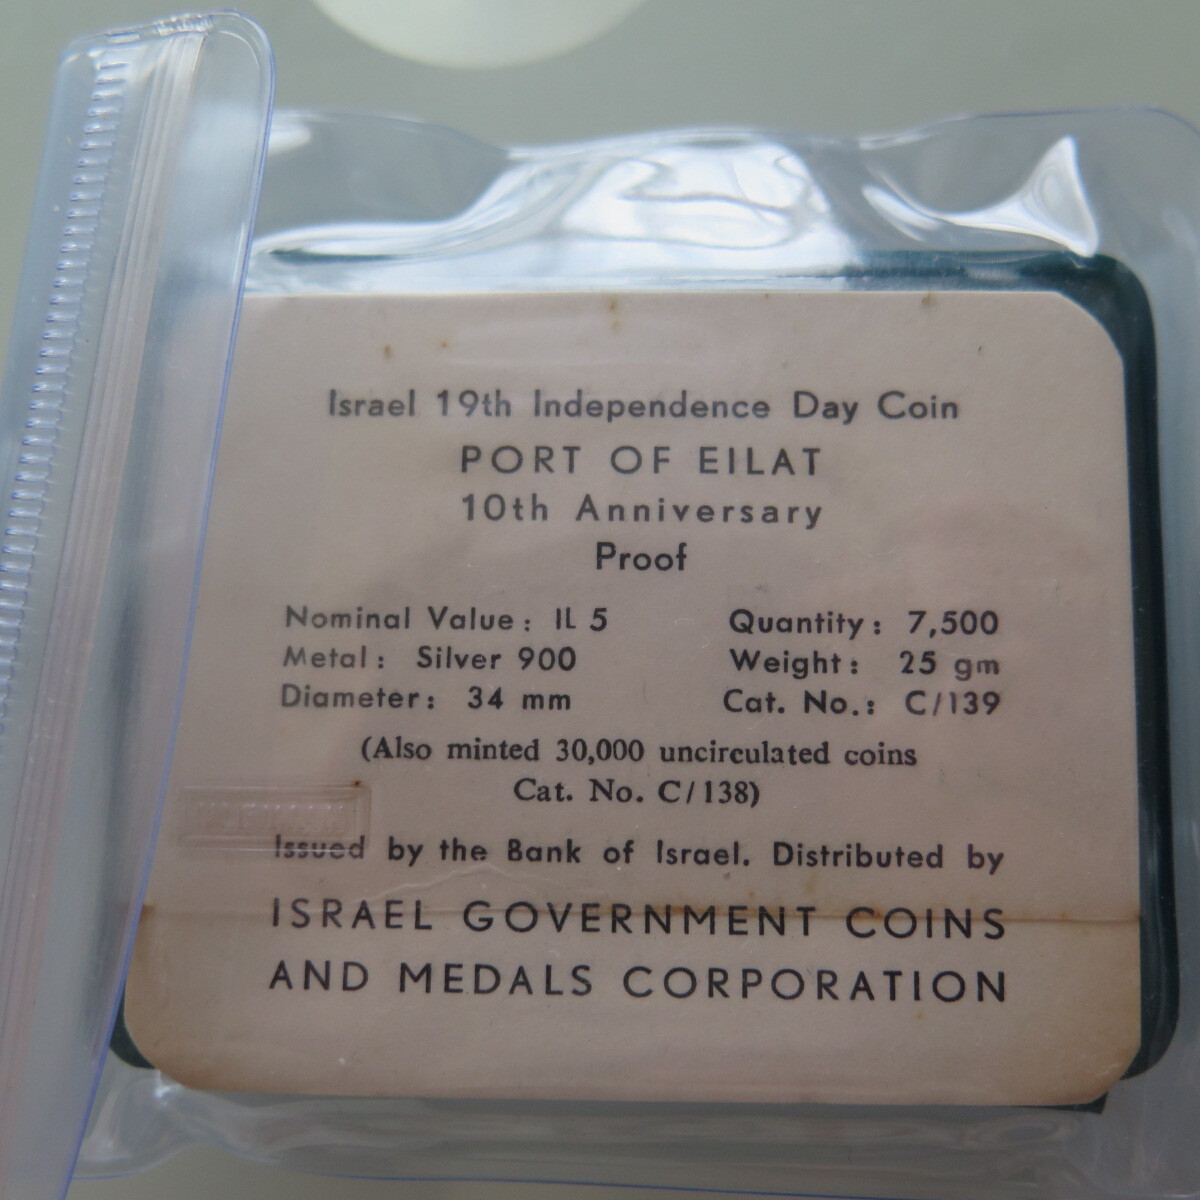 Israel 19th Independence Day Coin
PORT OF EILAT
10th Anniversary
Proof
Nominal Value: IL 5 Quantity: 7,500
Metal: Silver 900 Weight: 25 gm
Diameter: 34 mm Cat. No.: C/139
(Also minted 30,000 uncirculated coins
Cat. No. C/138)
Issued by the Bank of Israel. Distributed by
ISRAEL GOVERNMENT COINS
AND MEDALS CORPORATION